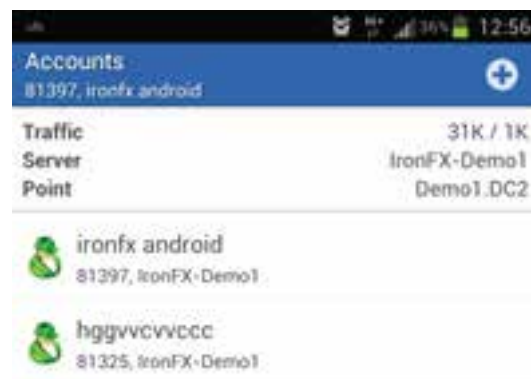 36% 12:56
Accounts
81397, ironfx android
Traffic 31K / 1K
Server IronFX-Demo1
Point Demo1.DC2
ironfx android
81397, IronFX-Demo1
hggvvcvvccc
81325, IronFX-Demo1